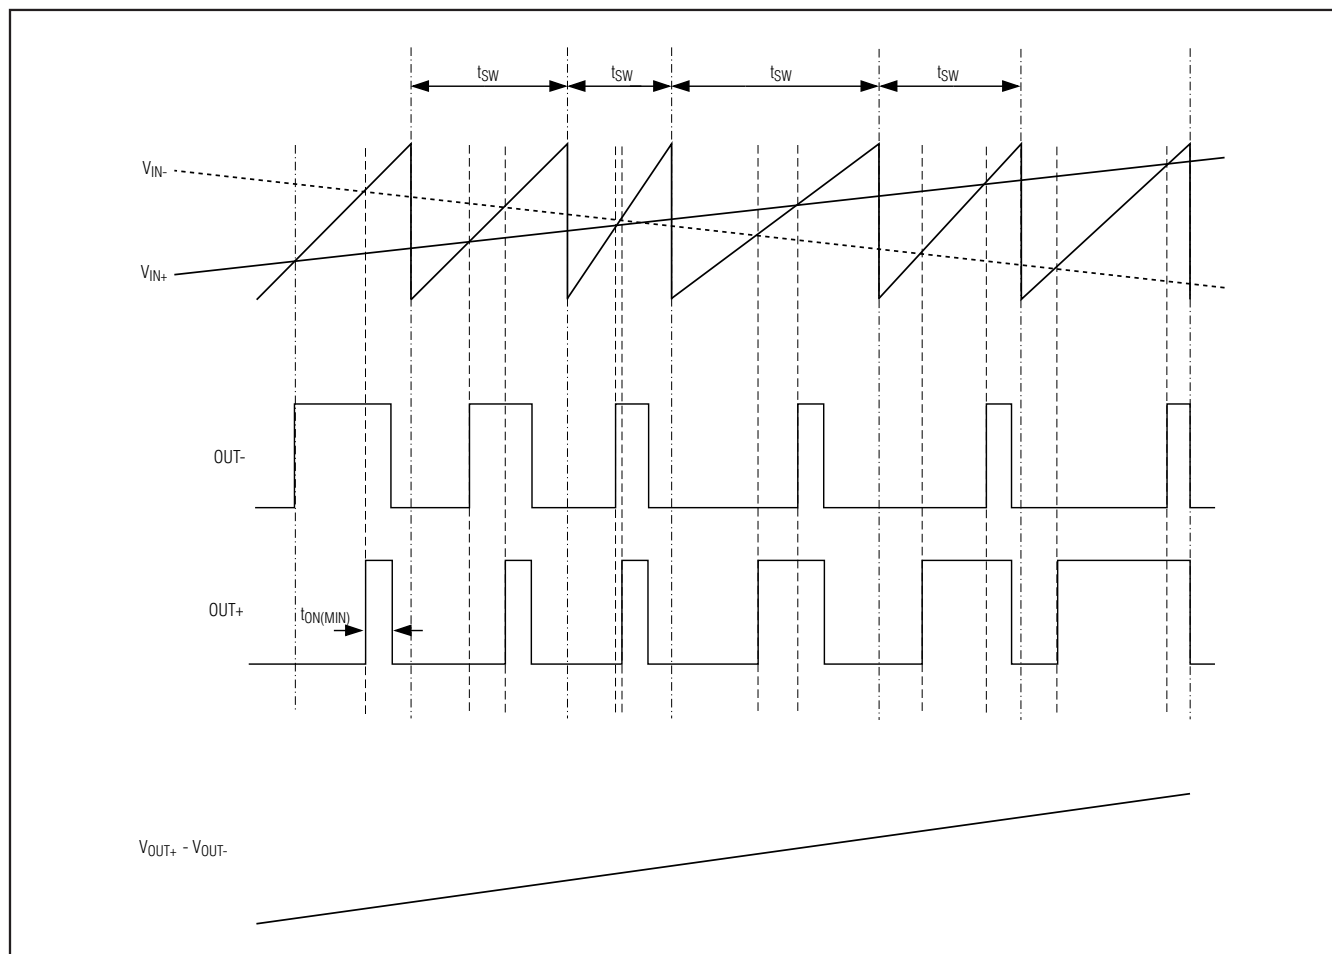 tSW tSW tSW tSW
VIN-
VIN+
OUT-
OUT+
tON(MIN)
VOUT+ - VOUT-